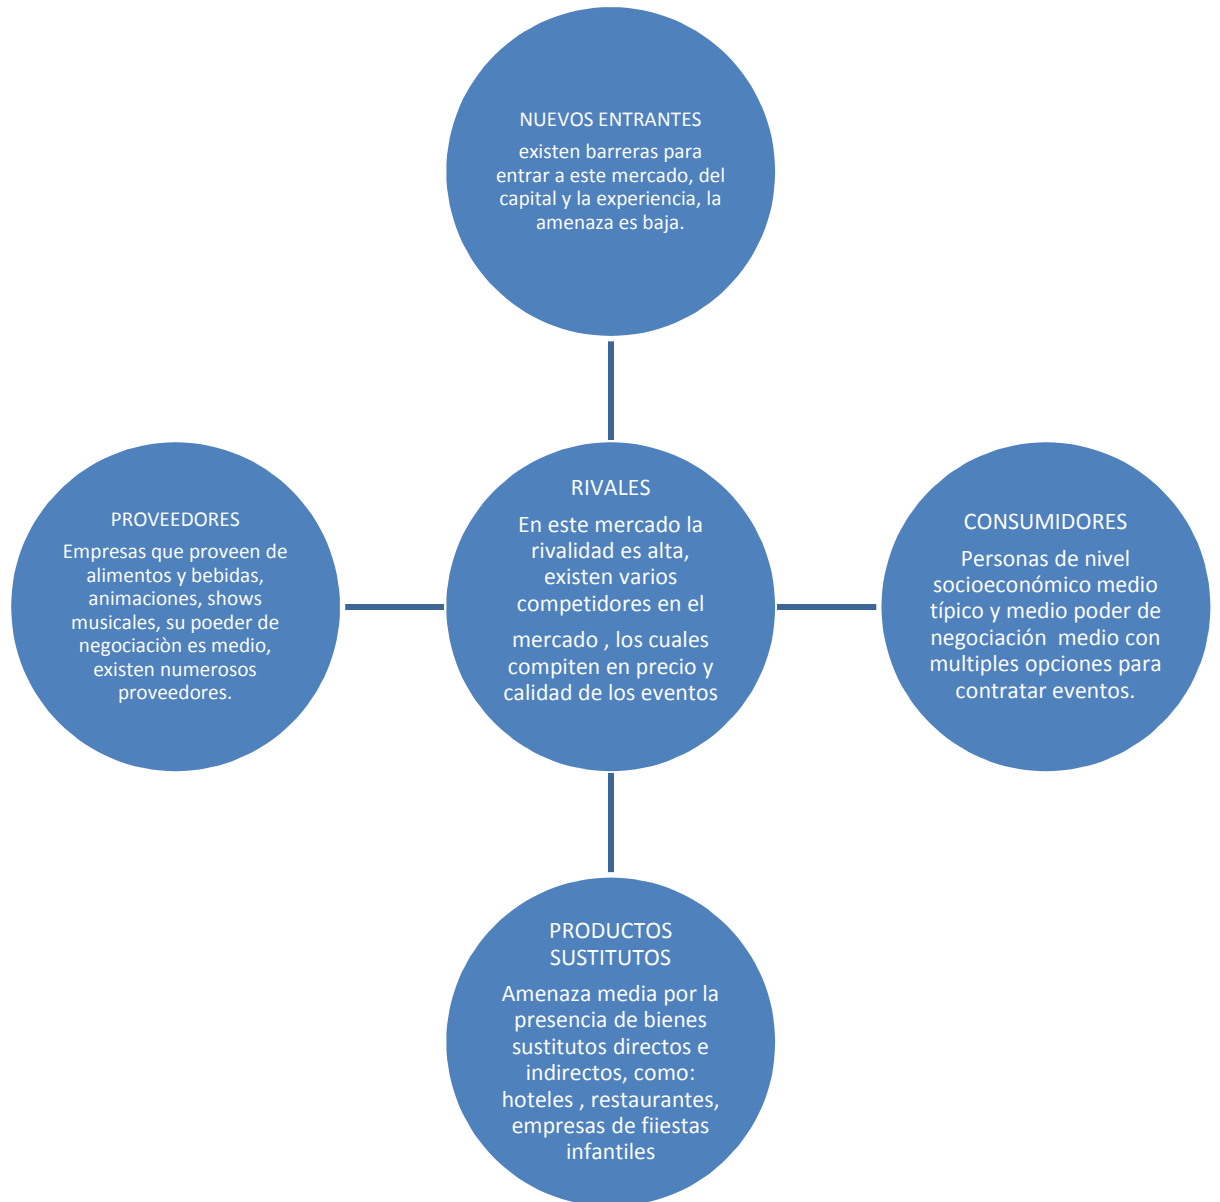 NUEVOS ENTRANTES
existen barreras para
entrar a este mercado, del
capital y la experiencia, la
amenaza es baja.
PROVEEDORES
Empresas que proveen de
alimentos y bebidas,
animaciones, shows
musicales, su poeder de
negociaciòn es medio,
existen numerosos
proveedores.
RIVALES
En este mercado la
rivalidad es alta,
existen varios
competidores en el
mercado , los cuales
compiten en precio y
calidad de los eventos
CONSUMIDORES
Personas de nivel
socioeconómico medio
típico y medio poder de
negociación  medio con
multiples opciones para
contratar eventos.
PRODUCTOS
SUSTITUTOS
Amenaza media por la
presencia de bienes
sustitutos directos e
indirectos, como:
hoteles , restaurantes,
empresas de fiiestas
infantiles